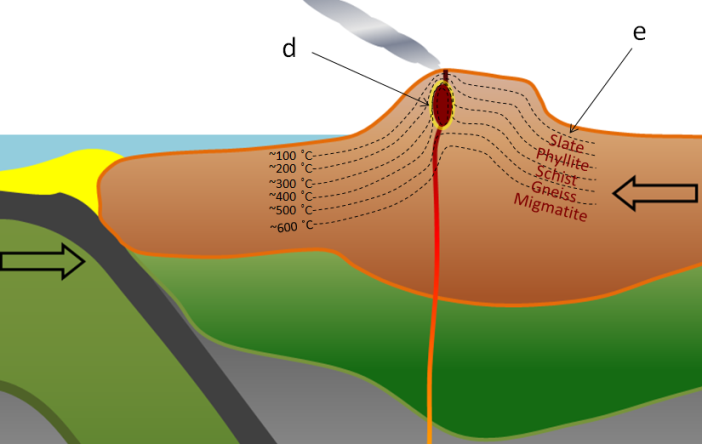 e
d
Slate
~100 ˚C
Phyllite
~200 ˚C
Schist
~300 ˚C
Gneiss
~400 ˚C
Migmatite
~500 ˚C
~600 ˚C